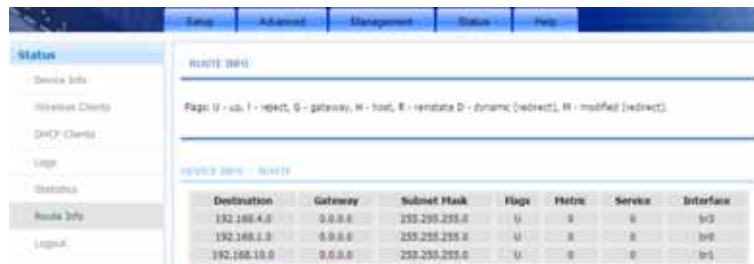 Setup Advanced Management Status Help
Status
ROUTE INFO
Device Info
Wireless Clients
Flags: U - up, ! - reject, G - gateway, H - host, R - reinstate D - dynamic (redirect), M - modified (redirect).
DHCP Clients
Logs
DEVICE INFO - ROUTE
Statistics
Route Info
Logout
Destination Gateway Subnet Mask Flags Metric Service Interface
192.168.4.0 0.0.0.0 255.255.255.0 U 0 0 br3
192.168.1.0 0.0.0.0 255.255.255.0 U 0 0 br0
192.168.10.0 0.0.0.0 255.255.255.0 U 0 0 br1